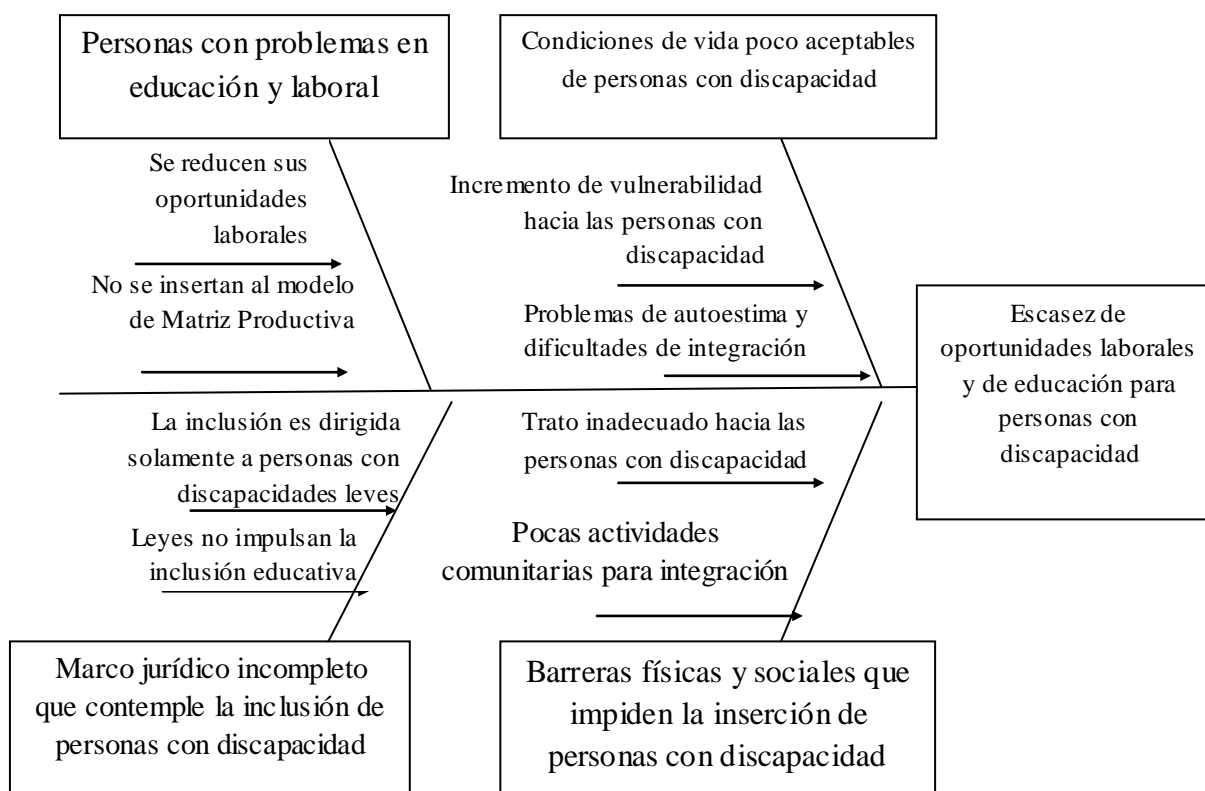 Personas con problemas en
educación y laboral
Condiciones de vida poco aceptables
de personas con discapacidad
Se reducen sus
oportunidades
laborales
No se insertan al modelo
de Matriz Productiva
Incremento de vulnerabilidad
hacia las personas con
discapacidad
Problemas de autoestima y
dificultades de integración
Escasez de
oportunidades laborales
y de educación para
personas con
discapacidad
La inclusión es dirigida
solamente a personas con
discapacidades leves
Leyes no impulsan la
inclusión educativa
Trato inadecuado hacia las
personas con discapacidad
Pocas actividades
comunitarias para integración
Marco jurídico incompleto
que contemple la inclusión de
personas con discapacidad
Barreras físicas y sociales que
impiden la inserción de
personas con discapacidad